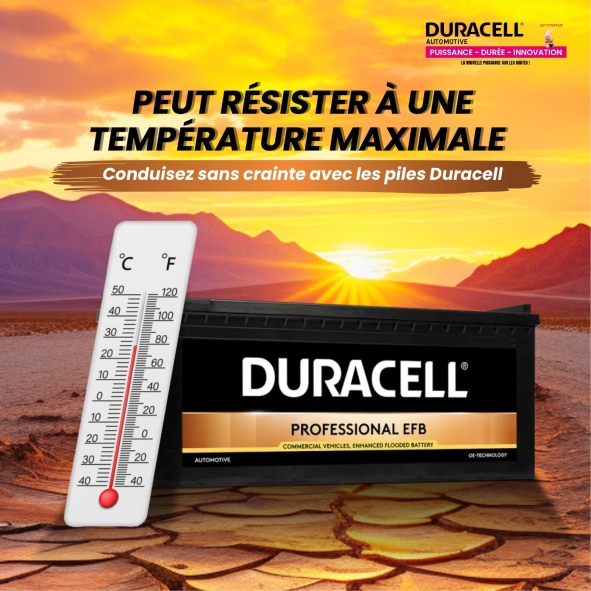 DURACELL®
AUTOMOTIVE
PUISSANCE - DURÉE - INNOVATION
LA NOUVELLE PUISSANCE SUR LES ROUTES !
PEUT RÉSISTER À UNE
TEMPÉRATURE MAXIMALE
Conduisez sans crainte avec les piles Duracell
°C °F
50 120
40 100
30 80
20 60
10 40
0 20
10 0
20 20
30 40
40
DURACELL®
PROFESSIONAL EFB
COMMERCIAL VEHICLES, ENHANCED FLOODED BATTERY
AUTOMOTIVE OE-TECHNOLOGY